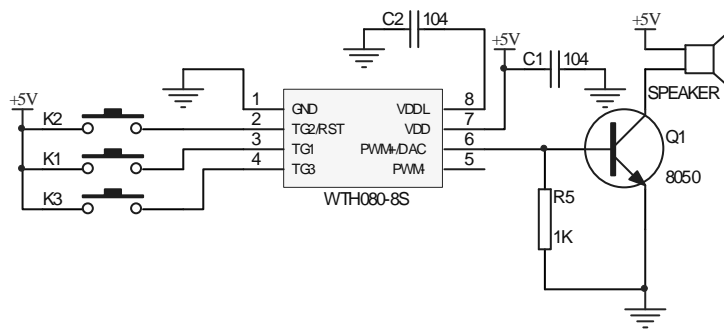 C2 104
+5V
+5V
C1 104
SPEAKER
+5V
K2
K1
K3
1 GND
2 TG2/RST
3 TG1
4 TG3
VDDL 8
VDD 7
PWM+/DAC 6
PWM- 5
WTH080-8S
Q1
8050
R5
1K